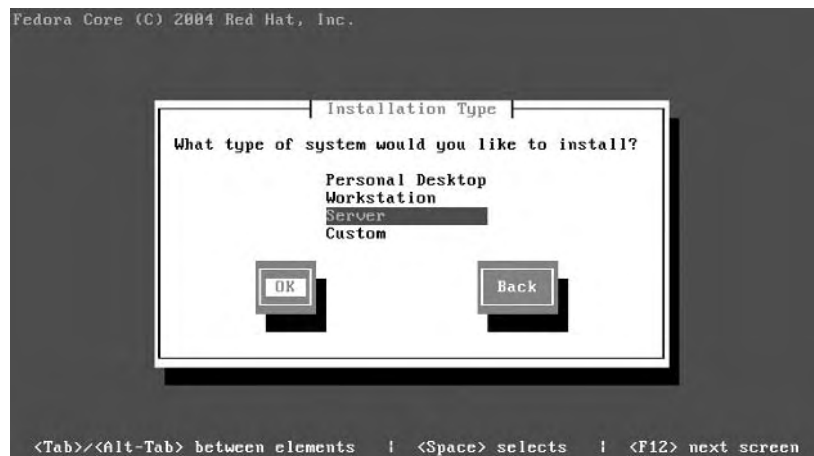 Fedora Core (C) 2004 Red Hat, Inc.
Installation Type
What type of system would you like to install?
Personal Desktop
Workstation
Server
Custom
OK
Back
<Tab>/<Alt-Tab> between elements | <Space> selects | <F12> next screen